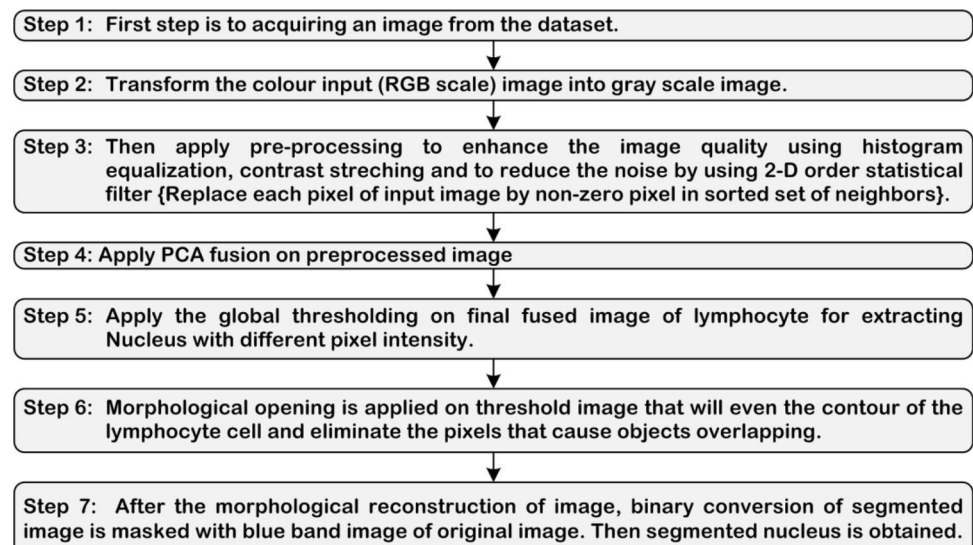 Step 1: First step is to acquiring an image from the dataset.
Step 2: Transform the colour input (RGB scale) image into gray scale image.
Step 3: Then apply pre-processing to enhance the image quality using histogram
equalization, contrast streching and to reduce the noise by using 2-D order statistical
filter {Replace each pixel of input image by non-zero pixel in sorted set of neighbors}.
Step 4: Apply PCA fusion on preprocessed image
Step 5: Apply the global thresholding on final fused image of lymphocyte for extracting
Nucleus with different pixel intensity.
Step 6: Morphological opening is applied on threshold image that will even the contour of the
lymphocyte cell and eliminate the pixels that cause objects overlapping.
Step 7: After the morphological reconstruction of image, binary conversion of segmented
image is masked with blue band image of original image. Then segmented nucleus is obtained.